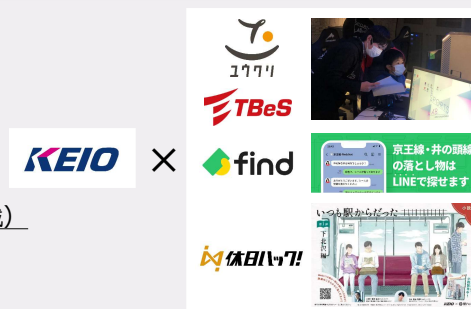 ユウクリ
TBeS
KEIO
×
find
京王線・井の頭線
の落とし物は
LINEで探せます
いつも駅からだった
下北沢編
休日ハック!
KEIO